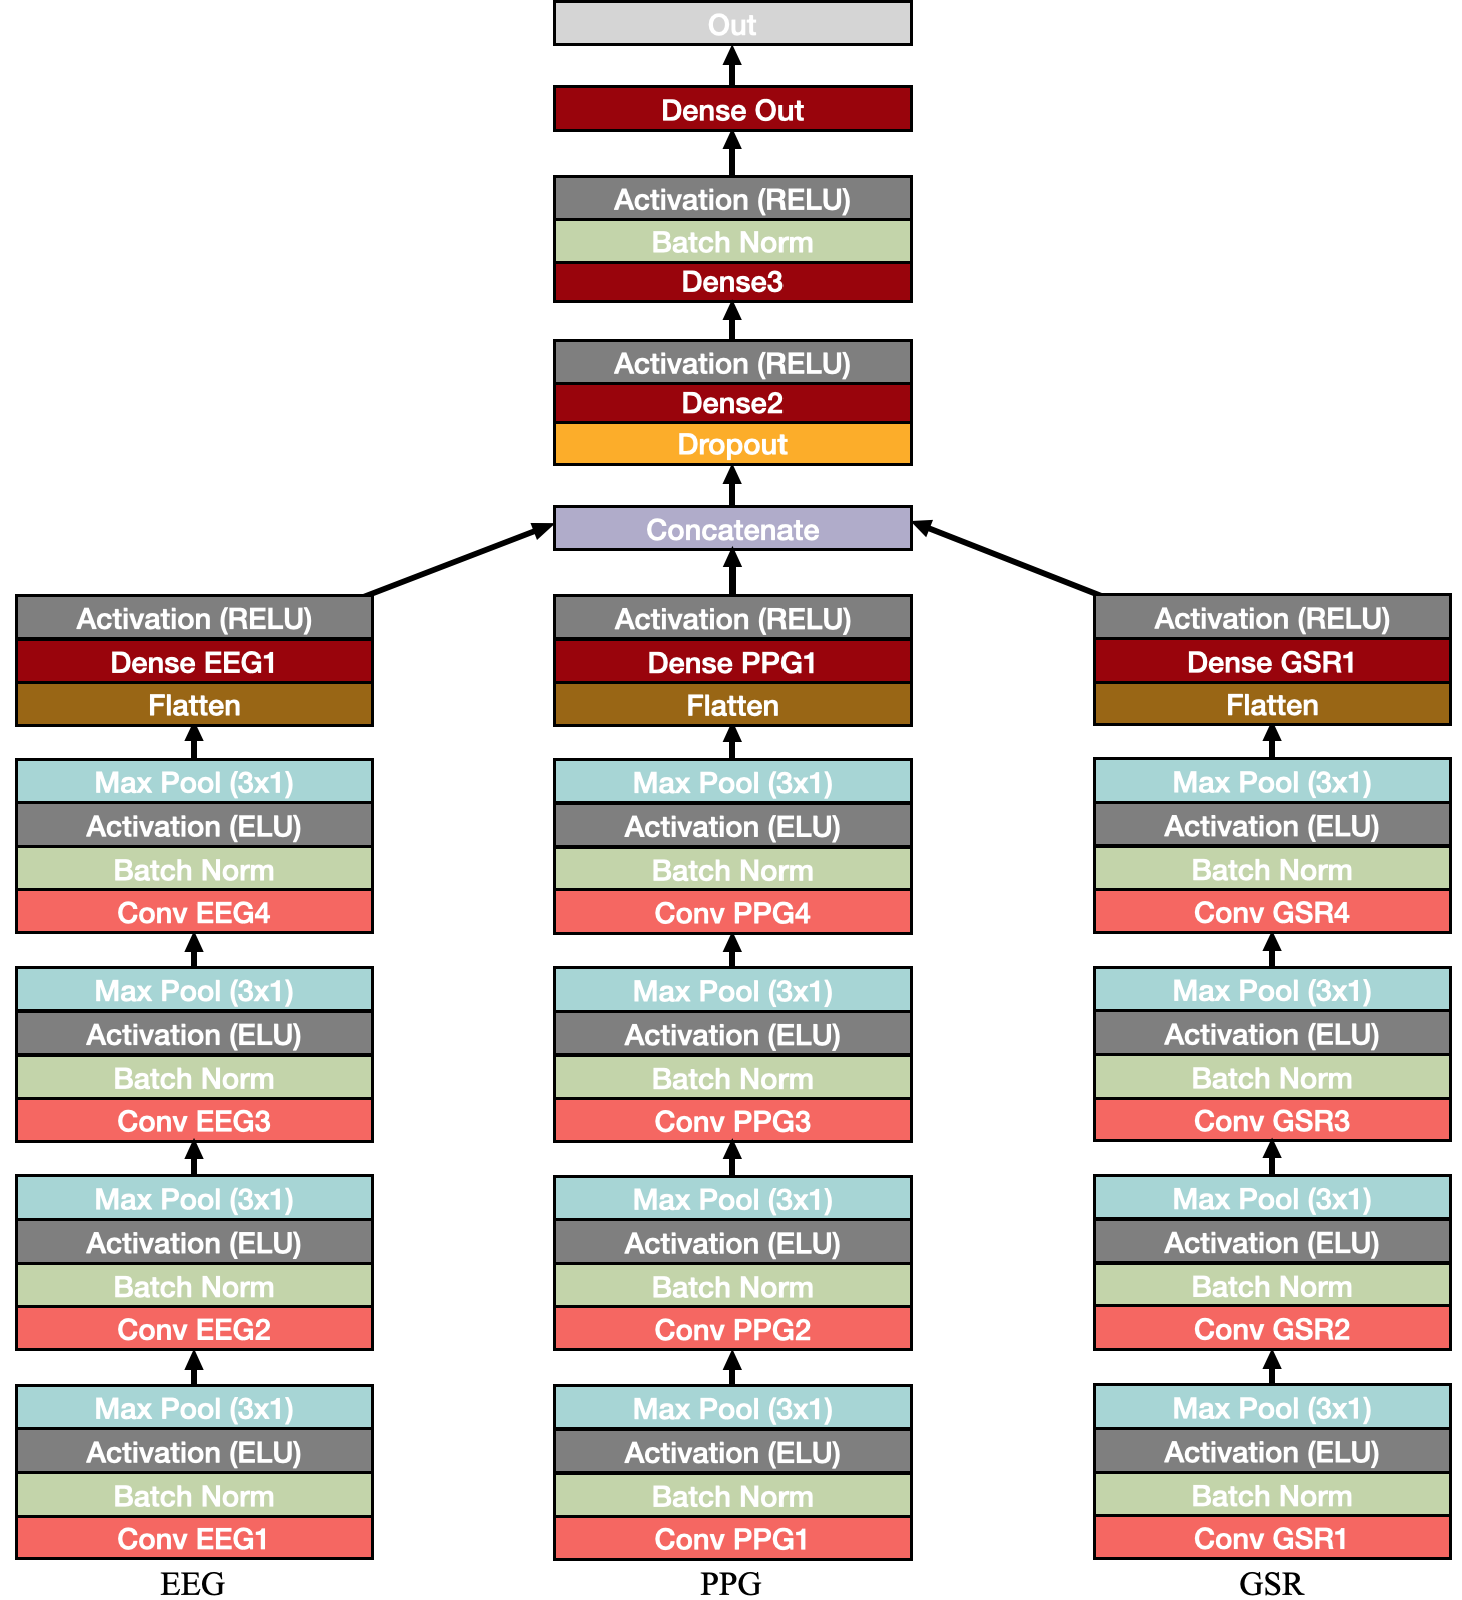 Out
Dense Out
Activation (RELU)
Batch Norm
Dense3
Activation (RELU)
Dense2
Dropout
Concatenate
Activation (RELU)
Dense EEG1
Flatten
Max Pool (3x1)
Activation (ELU)
Batch Norm
Conv EEG4
Max Pool (3x1)
Activation (ELU)
Batch Norm
Conv EEG3
Max Pool (3x1)
Activation (ELU)
Batch Norm
Conv EEG2
Max Pool (3x1)
Activation (ELU)
Batch Norm
Conv EEG1
EEG
Activation (RELU)
Dense PPG1
Flatten
Max Pool (3x1)
Activation (ELU)
Batch Norm
Conv PPG4
Max Pool (3x1)
Activation (ELU)
Batch Norm
Conv PPG3
Max Pool (3x1)
Activation (ELU)
Batch Norm
Conv PPG2
Max Pool (3x1)
Activation (ELU)
Batch Norm
Conv PPG1
PPG
Activation (RELU)
Dense GSR1
Flatten
Max Pool (3x1)
Activation (ELU)
Batch Norm
Conv GSR4
Max Pool (3x1)
Activation (ELU)
Batch Norm
Conv GSR3
Max Pool (3x1)
Activation (ELU)
Batch Norm
Conv GSR2
Max Pool (3x1)
Activation (ELU)
Batch Norm
Conv GSR1
GSR